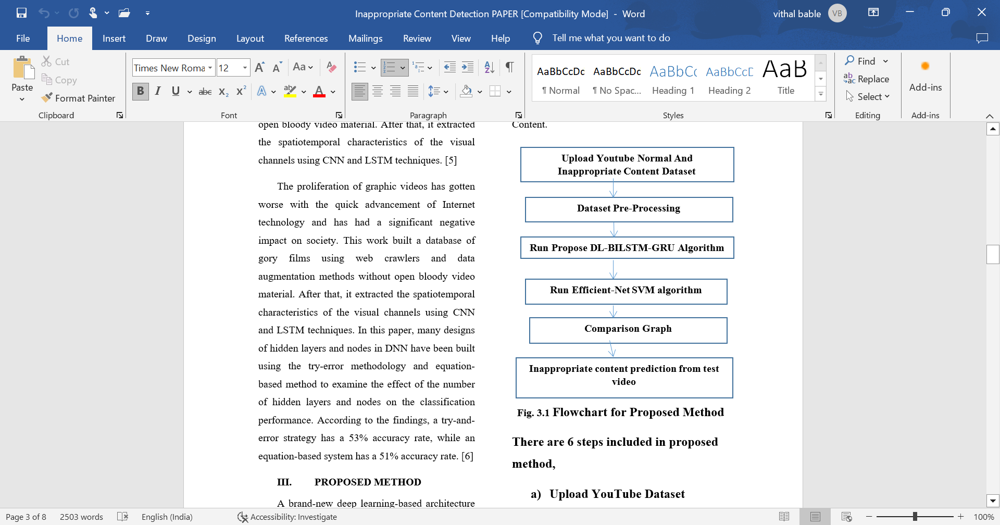 Inappropriate Content Detection PAPER [Compatibility Mode] - Word
vithal bable
VB
File
Home
Insert
Draw
Design
Layout
References
Mailings
Review
View
Help
Tell me what you want to do
Paste
Cut
Copy
Format Painter
Clipboard
Times New Roma
12
Aa
B I U abc X₂ X² A ab A
Font
Paragraph
AaBbCcDc
¶ Normal
AaBbCcDc
¶ No Spac...
AaBbC
Heading 1
AaBbCcE
Heading 2
AaB
Title
Styles
Find
Replace
Select
Editing
Add-ins
Add-ins
open bloody video material. After that, it extracted
the spatiotemporal characteristics of the visual
channels using CNN and LSTM techniques. [5]
The proliferation of graphic videos has gotten
worse with the quick advancement of Internet
technology and has had a significant negative
impact on society. This work built a database of
gory films using web crawlers and data
augmentation methods without open bloody video
material. After that, it extracted the spatiotemporal
characteristics of the visual channels using CNN
and LSTM techniques. In this paper, many designs
of hidden layers and nodes in DNN have been built
using the try-error methodology and equation-
based method to examine the effect of the number
of hidden layers and nodes on the classification
performance. According to the findings, a try-and-
error strategy has a 53% accuracy rate, while an
equation-based system has a 51% accuracy rate. [6]
III. PROPOSED METHOD
A brand-new deep learning-based architecture
Content.
Upload Youtube Normal And
Inappropriate Content Dataset
Dataset Pre-Processing
Run Propose DL-BILSTM-GRU Algorithm
Run Efficient-Net SVM algorithm
Comparison Graph
Inappropriate content prediction from test
video
Fig. 3.1 Flowchart for Proposed Method
There are 6 steps included in proposed
method,
a) Upload YouTube Dataset
Page 3 of 8
2503 words
English (India)
Accessibility: Investigate
100%